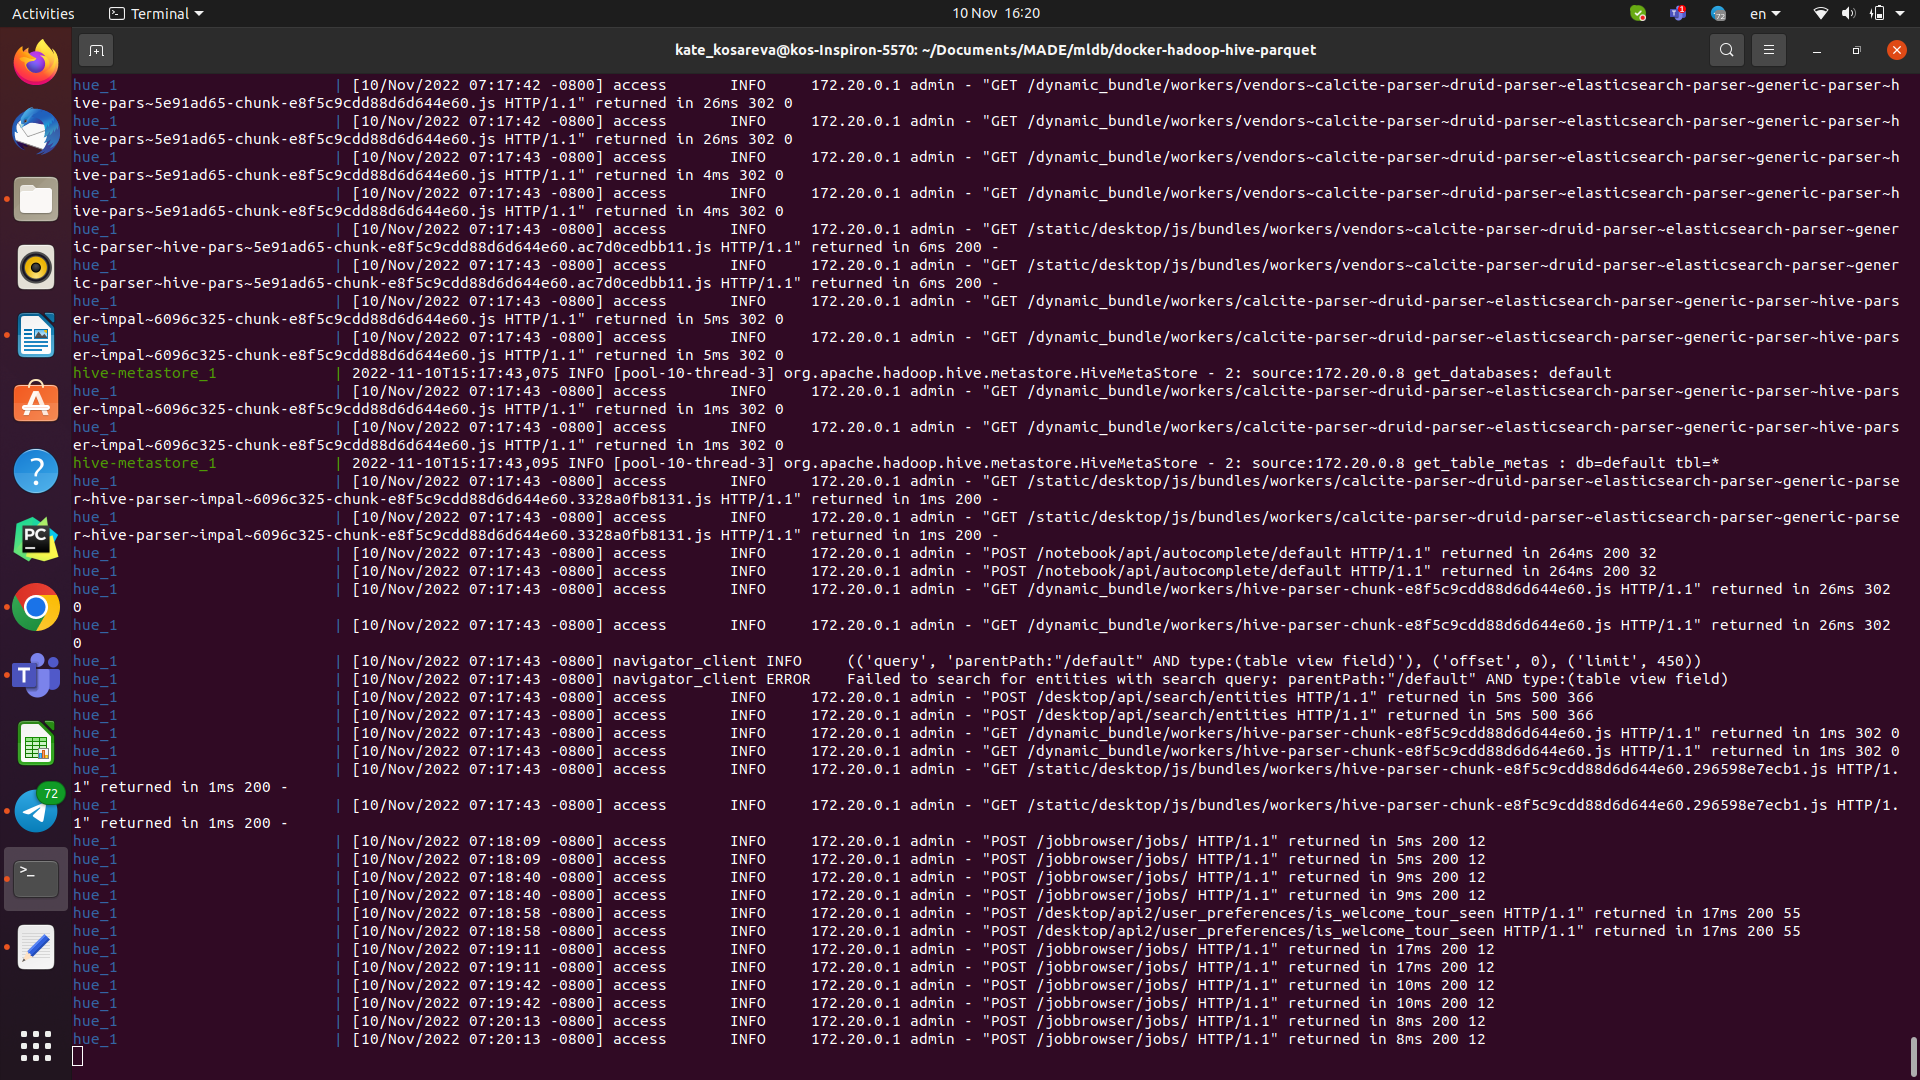 Activities
Terminal
10 Nov 16:20
1
72
en
kate_kosareva@kos-Inspiron-5570: ~/Documents/MADE/mldb/docker-hadoop-hive-parquet
hue_1 | [10/Nov/2022 07:17:42 -0800] access INFO 172.20.0.1 admin - "GET /dynamic_bundle/workers/vendors~calcite-parser~druid-parser~elasticsearch-parser~generic-parser~h
ive-pars~5e91ad65-chunk-e8f5c9cdd88d6d644e60.js HTTP/1.1" returned in 26ms 302 0
hue_1 | [10/Nov/2022 07:17:42 -0800] access INFO 172.20.0.1 admin - "GET /dynamic_bundle/workers/vendors~calcite-parser~druid-parser~elasticsearch-parser~generic-parser~h
ive-pars~5e91ad65-chunk-e8f5c9cdd88d6d644e60.js HTTP/1.1" returned in 26ms 302 0
hue_1 | [10/Nov/2022 07:17:43 -0800] access INFO 172.20.0.1 admin - "GET /dynamic_bundle/workers/vendors~calcite-parser~druid-parser~elasticsearch-parser~generic-parser~h
ive-pars~5e91ad65-chunk-e8f5c9cdd88d6d644e60.js HTTP/1.1" returned in 4ms 302 0
hue_1 | [10/Nov/2022 07:17:43 -0800] access INFO 172.20.0.1 admin - "GET /dynamic_bundle/workers/vendors~calcite-parser~druid-parser~elasticsearch-parser~generic-parser~h
ive-pars~5e91ad65-chunk-e8f5c9cdd88d6d644e60.js HTTP/1.1" returned in 4ms 302 0
hue_1 | [10/Nov/2022 07:17:43 -0800] access INFO 172.20.0.1 admin - "GET /static/desktop/js/bundles/workers/vendors~calcite-parser~druid-parser~elasticsearch-parser~gener
ic-parser~hive-pars~5e91ad65-chunk-e8f5c9cdd88d6d644e60.ac7d0cedbb11.js HTTP/1.1" returned in 6ms 200 -
hue_1 | [10/Nov/2022 07:17:43 -0800] access INFO 172.20.0.1 admin - "GET /static/desktop/js/bundles/workers/vendors~calcite-parser~druid-parser~elasticsearch-parser~gener
ic-parser~hive-pars~5e91ad65-chunk-e8f5c9cdd88d6d644e60.ac7d0cedbb11.js HTTP/1.1" returned in 6ms 200 -
hue_1 | [10/Nov/2022 07:17:43 -0800] access INFO 172.20.0.1 admin - "GET /dynamic_bundle/workers/calcite-parser~druid-parser~elasticsearch-parser~generic-parser~hive-pars
er~impal~6096c325-chunk-e8f5c9cdd88d6d644e60.js HTTP/1.1" returned in 5ms 302 0
hue_1 | [10/Nov/2022 07:17:43 -0800] access INFO 172.20.0.1 admin - "GET /dynamic_bundle/workers/calcite-parser~druid-parser~elasticsearch-parser~generic-parser~hive-pars
er~impal~6096c325-chunk-e8f5c9cdd88d6d644e60.js HTTP/1.1" returned in 5ms 302 0
hive-metastore_1 | 2022-11-10T15:17:43,075 INFO [pool-10-thread-3] org.apache.hadoop.hive.metastore.HiveMetaStore - 2: source:172.20.0.8 get_databases: default
hue_1 | [10/Nov/2022 07:17:43 -0800] access INFO 172.20.0.1 admin - "GET /dynamic_bundle/workers/calcite-parser~druid-parser~elasticsearch-parser~generic-parser~hive-pars
er~impal~6096c325-chunk-e8f5c9cdd88d6d644e60.js HTTP/1.1" returned in 1ms 302 0
hue_1 | [10/Nov/2022 07:17:43 -0800] access INFO 172.20.0.1 admin - "GET /dynamic_bundle/workers/calcite-parser~druid-parser~elasticsearch-parser~generic-parser~hive-pars
er~impal~6096c325-chunk-e8f5c9cdd88d6d644e60.js HTTP/1.1" returned in 1ms 302 0
hive-metastore_1 | 2022-11-10T15:17:43,095 INFO [pool-10-thread-3] org.apache.hadoop.hive.metastore.HiveMetaStore - 2: source:172.20.0.8 get_table_metas : db=default tbl=*
hue_1 | [10/Nov/2022 07:17:43 -0800] access INFO 172.20.0.1 admin - "GET /static/desktop/js/bundles/workers/calcite-parser~druid-parser~elasticsearch-parser~generic-parse
r~hive-parser~impal~6096c325-chunk-e8f5c9cdd88d6d644e60.3328a0fb8131.js HTTP/1.1" returned in 1ms 200 -
hue_1 | [10/Nov/2022 07:17:43 -0800] access INFO 172.20.0.1 admin - "GET /static/desktop/js/bundles/workers/calcite-parser~druid-parser~elasticsearch-parser~generic-parse
r~hive-parser~impal~6096c325-chunk-e8f5c9cdd88d6d644e60.3328a0fb8131.js HTTP/1.1" returned in 1ms 200 -
hue_1 | [10/Nov/2022 07:17:43 -0800] access INFO 172.20.0.1 admin - "POST /notebook/api/autocomplete/default HTTP/1.1" returned in 264ms 200 32
hue_1 | [10/Nov/2022 07:17:43 -0800] access INFO 172.20.0.1 admin - "POST /notebook/api/autocomplete/default HTTP/1.1" returned in 264ms 200 32
hue_1 | [10/Nov/2022 07:17:43 -0800] access INFO 172.20.0.1 admin - "GET /dynamic_bundle/workers/hive-parser-chunk-e8f5c9cdd88d6d644e60.js HTTP/1.1" returned in 26ms 302
0
hue_1 | [10/Nov/2022 07:17:43 -0800] access INFO 172.20.0.1 admin - "GET /dynamic_bundle/workers/hive-parser-chunk-e8f5c9cdd88d6d644e60.js HTTP/1.1" returned in 26ms 302
0
hue_1 | [10/Nov/2022 07:17:43 -0800] navigator_client INFO (('query', 'parentPath:"/default" AND type:(table view field)'), ('offset', 0), ('limit', 450))
hue_1 | [10/Nov/2022 07:17:43 -0800] navigator_client ERROR Failed to search for entities with search query: parentPath:"/default" AND type:(table view field)
hue_1 | [10/Nov/2022 07:17:43 -0800] access INFO 172.20.0.1 admin - "POST /desktop/api/search/entities HTTP/1.1" returned in 5ms 500 366
hue_1 | [10/Nov/2022 07:17:43 -0800] access INFO 172.20.0.1 admin - "POST /desktop/api/search/entities HTTP/1.1" returned in 5ms 500 366
hue_1 | [10/Nov/2022 07:17:43 -0800] access INFO 172.20.0.1 admin - "GET /dynamic_bundle/workers/hive-parser-chunk-e8f5c9cdd88d6d644e60.js HTTP/1.1" returned in 1ms 302 0
hue_1 | [10/Nov/2022 07:17:43 -0800] access INFO 172.20.0.1 admin - "GET /dynamic_bundle/workers/hive-parser-chunk-e8f5c9cdd88d6d644e60.js HTTP/1.1" returned in 1ms 302 0
hue_1 | [10/Nov/2022 07:17:43 -0800] access INFO 172.20.0.1 admin - "GET /static/desktop/js/bundles/workers/hive-parser-chunk-e8f5c9cdd88d6d644e60.296598e7ecb1.js HTTP/1.
1" returned in 1ms 200 -
hue_1 | [10/Nov/2022 07:17:43 -0800] access INFO 172.20.0.1 admin - "GET /static/desktop/js/bundles/workers/hive-parser-chunk-e8f5c9cdd88d6d644e60.296598e7ecb1.js HTTP/1.
1" returned in 1ms 200 -
hue_1 | [10/Nov/2022 07:18:09 -0800] access INFO 172.20.0.1 admin - "POST /jobbrowser/jobs/ HTTP/1.1" returned in 5ms 200 12
hue_1 | [10/Nov/2022 07:18:09 -0800] access INFO 172.20.0.1 admin - "POST /jobbrowser/jobs/ HTTP/1.1" returned in 5ms 200 12
hue_1 | [10/Nov/2022 07:18:40 -0800] access INFO 172.20.0.1 admin - "POST /jobbrowser/jobs/ HTTP/1.1" returned in 9ms 200 12
hue_1 | [10/Nov/2022 07:18:40 -0800] access INFO 172.20.0.1 admin - "POST /jobbrowser/jobs/ HTTP/1.1" returned in 9ms 200 12
hue_1 | [10/Nov/2022 07:18:58 -0800] access INFO 172.20.0.1 admin - "POST /desktop/api2/user_preferences/is_welcome_tour_seen HTTP/1.1" returned in 17ms 200 55
hue_1 | [10/Nov/2022 07:18:58 -0800] access INFO 172.20.0.1 admin - "POST /desktop/api2/user_preferences/is_welcome_tour_seen HTTP/1.1" returned in 17ms 200 55
hue_1 | [10/Nov/2022 07:19:11 -0800] access INFO 172.20.0.1 admin - "POST /jobbrowser/jobs/ HTTP/1.1" returned in 17ms 200 12
hue_1 | [10/Nov/2022 07:19:11 -0800] access INFO 172.20.0.1 admin - "POST /jobbrowser/jobs/ HTTP/1.1" returned in 17ms 200 12
hue_1 | [10/Nov/2022 07:19:42 -0800] access INFO 172.20.0.1 admin - "POST /jobbrowser/jobs/ HTTP/1.1" returned in 10ms 200 12
hue_1 | [10/Nov/2022 07:19:42 -0800] access INFO 172.20.0.1 admin - "POST /jobbrowser/jobs/ HTTP/1.1" returned in 10ms 200 12
hue_1 | [10/Nov/2022 07:20:13 -0800] access INFO 172.20.0.1 admin - "POST /jobbrowser/jobs/ HTTP/1.1" returned in 8ms 200 12
hue_1 | [10/Nov/2022 07:20:13 -0800] access INFO 172.20.0.1 admin - "POST /jobbrowser/jobs/ HTTP/1.1" returned in 8ms 200 12
PC
T
72
>_